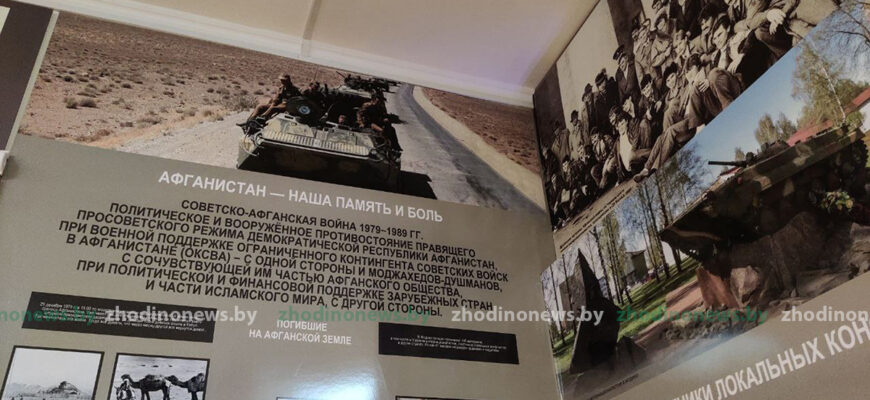 АФГАНИСТАН — НАША ПАМЯТЬ И БОЛЬ
СОВЕТСКО-АФГАНСКАЯ ВОЙНА 1979–1989 ГГ.
ПОЛИТИЧЕСКОЕ И ВООРУЖЁННОЕ ПРОТИВОСТОЯНИЕ ПРАВЯЩЕГО
ПРОСОВЕТСКОГО РЕЖИМА ДЕМОКРАТИЧЕСКОЙ РЕСПУБЛИКИ АФГАНИСТАН,
ПРИ ВОЕННОЙ ПОДДЕРЖКЕ ОГРАНИЧЕННОГО КОНТИНГЕНТА СОВЕТСКИХ ВОЙСК
В АФГАНИСТАНЕ (ОКСВА) – С ОДНОЙ СТОРОНЫ И МОДЖАХЕДОВ-ДУШМАНОВ,
С СОЧУВСТВУЮЩЕЙ ИМ ЧАСТЬЮ АФГАНСКОГО ОБЩЕСТВА,
ПРИ ПОЛИТИЧЕСКОЙ И ФИНАНСОВОЙ ПОДДЕРЖКЕ ЗАРУБЕЖНЫХ СТРАН
И ЧАСТИ ИСЛАМСКОГО МИРА, С ДРУГОЙ СТОРОНЫ.
ПОГИБШИЕ
НА АФГАНСКОЙ ЗЕМЛЕ
ЛОКАЛЬНЫХ
dinonews.by zhodinonews.by zhodinonews.by zhodinonews.by zhodino